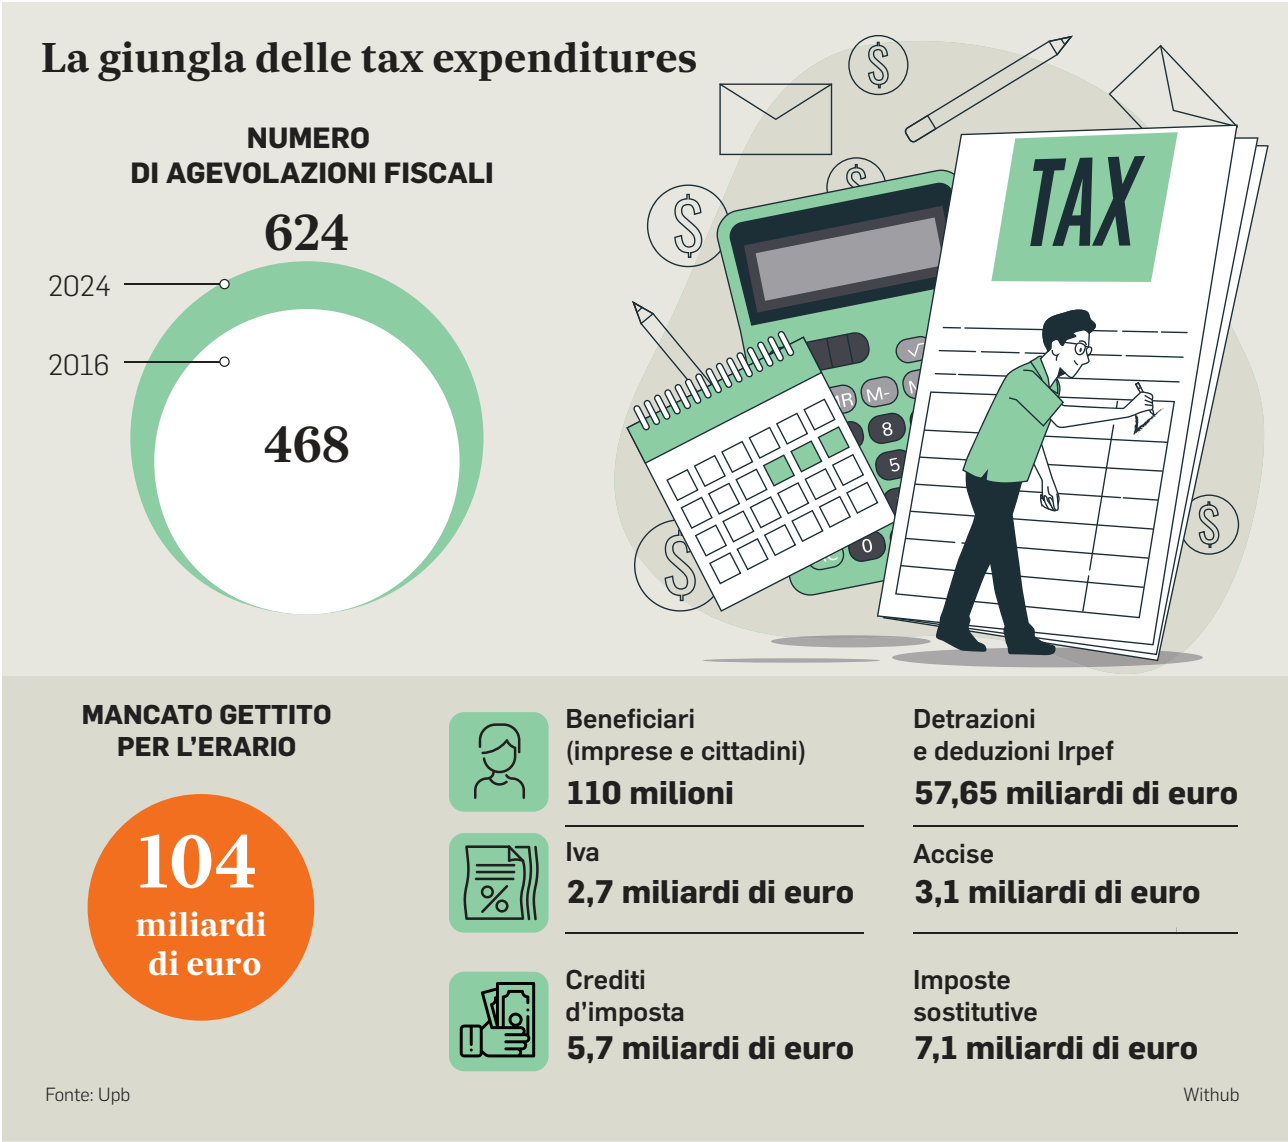 La giungla delle tax expenditures
NUMERO
DI AGEVOLAZIONI FISCALI
624
2024
2016
468
$
$
$
$
$
TAX
√
M-
8
5
0
MANCATO GETTITO
PER L'ERARIO
104
miliardi
di euro
Beneficiari
(imprese e cittadini)
110 milioni
Detrazioni
e deduzioni Irpef
57,65 miliardi di euro
Iva
2,7 miliardi di euro
Accise
3,1 miliardi di euro
%
Crediti
d'imposta
5,7 miliardi di euro
Imposte
sostitutive
7,1 miliardi di euro
Fonte: Upb
Withub